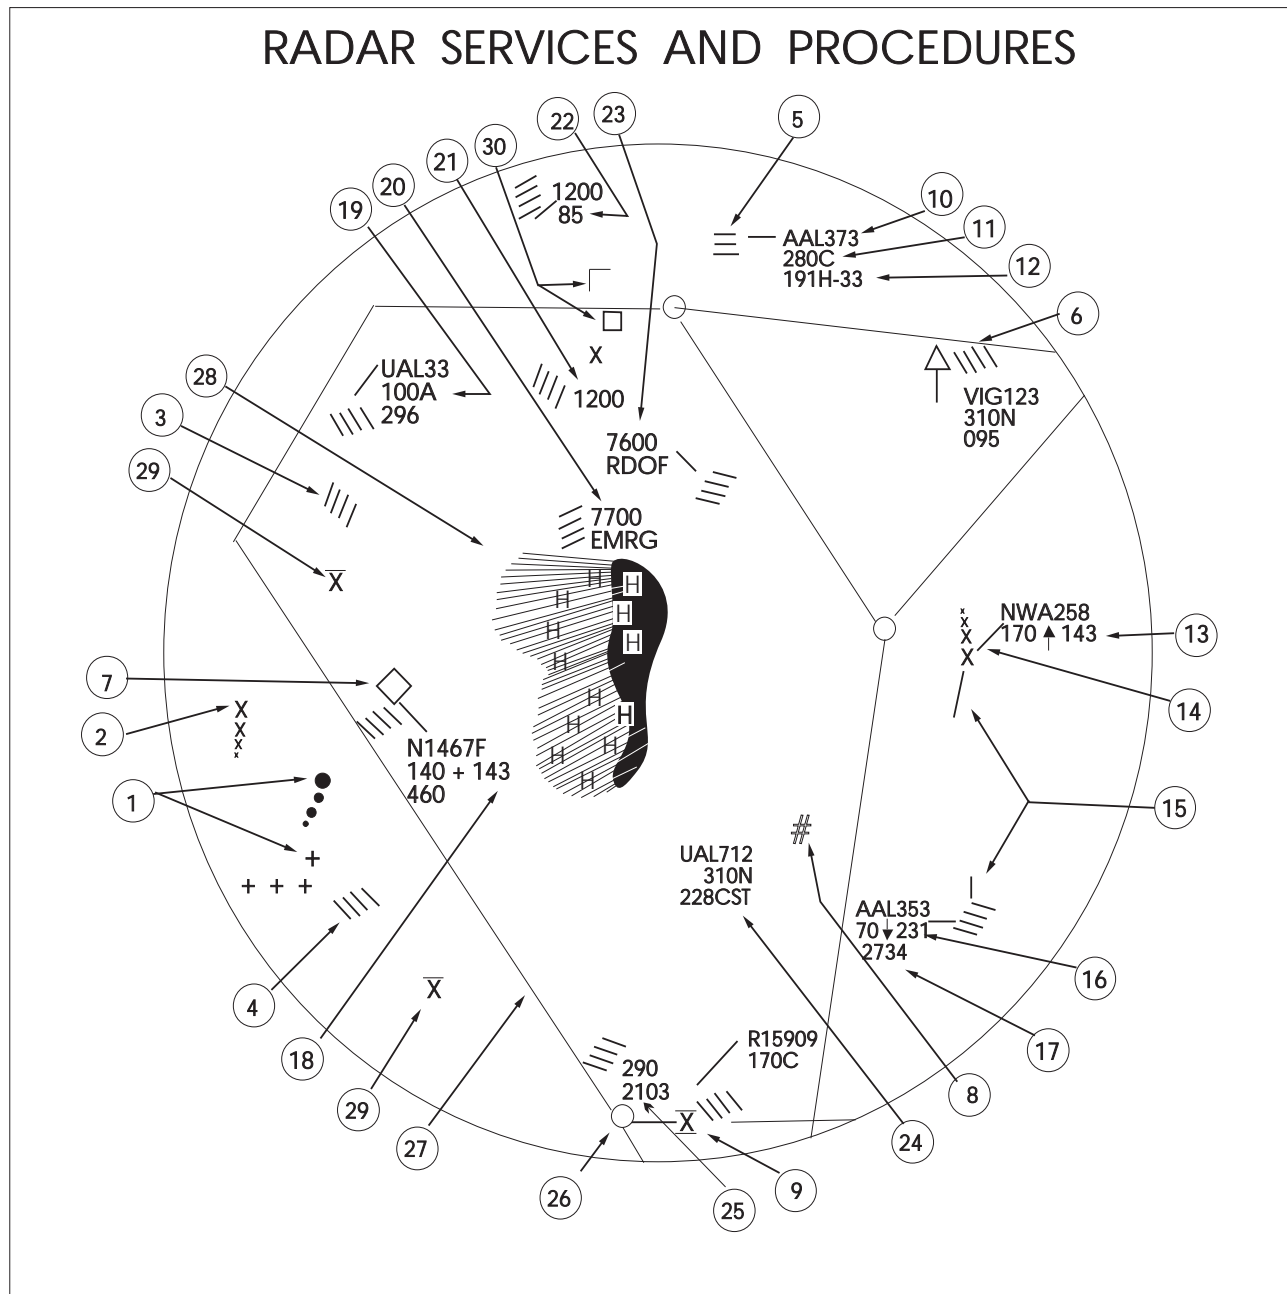 RADAR SERVICES AND PROCEDURES
22
23
5
30
21
20
19
1200
85
10
AAL373
11
280C
12
191H-33
6
28
UAL33
100A
296
X
1200
VIG123
310N
095
3
7600
RDOF
29
7700
EMRG
X
H
H
H
H
H
H
H
NWA258
170 143
13
X
X
X
X
7
H
H
H
H
H
H
14
2
X
X
X
X
N1467F
140 + 143
460
1
+
+ + +
15
#
UAL712
310N
228CST
AAL353
70 231
2734
16
4
X
18
17
R15909
170C
290
2103
8
29
X
27
24
26
25
9